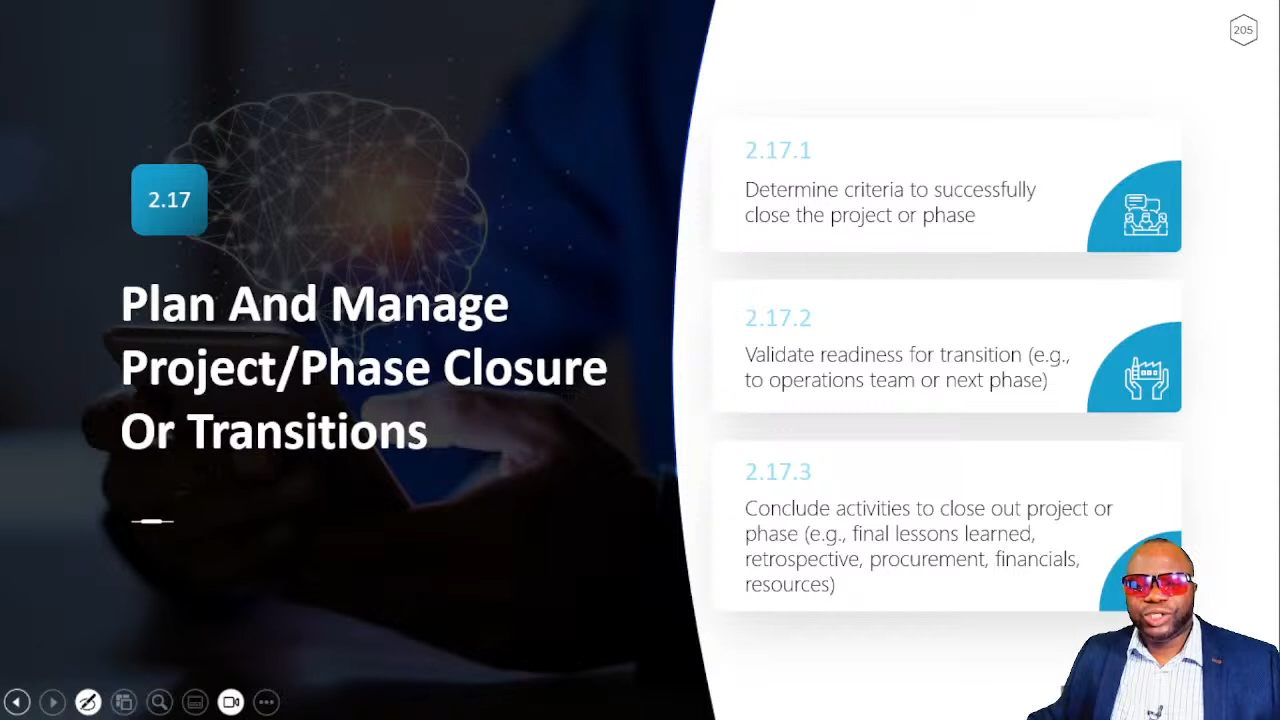 205
2.17
Plan And Manage
Project/Phase Closure
Or Transitions
2.17.1
Determine criteria to successfully
close the project or phase
2.17.2
Validate readiness for transition (e.g.,
to operations team or next phase)
2.17.3
Conclude activities to close out project or
phase (e.g., final lessons learned,
retrospective, procurement, financials,
resources)